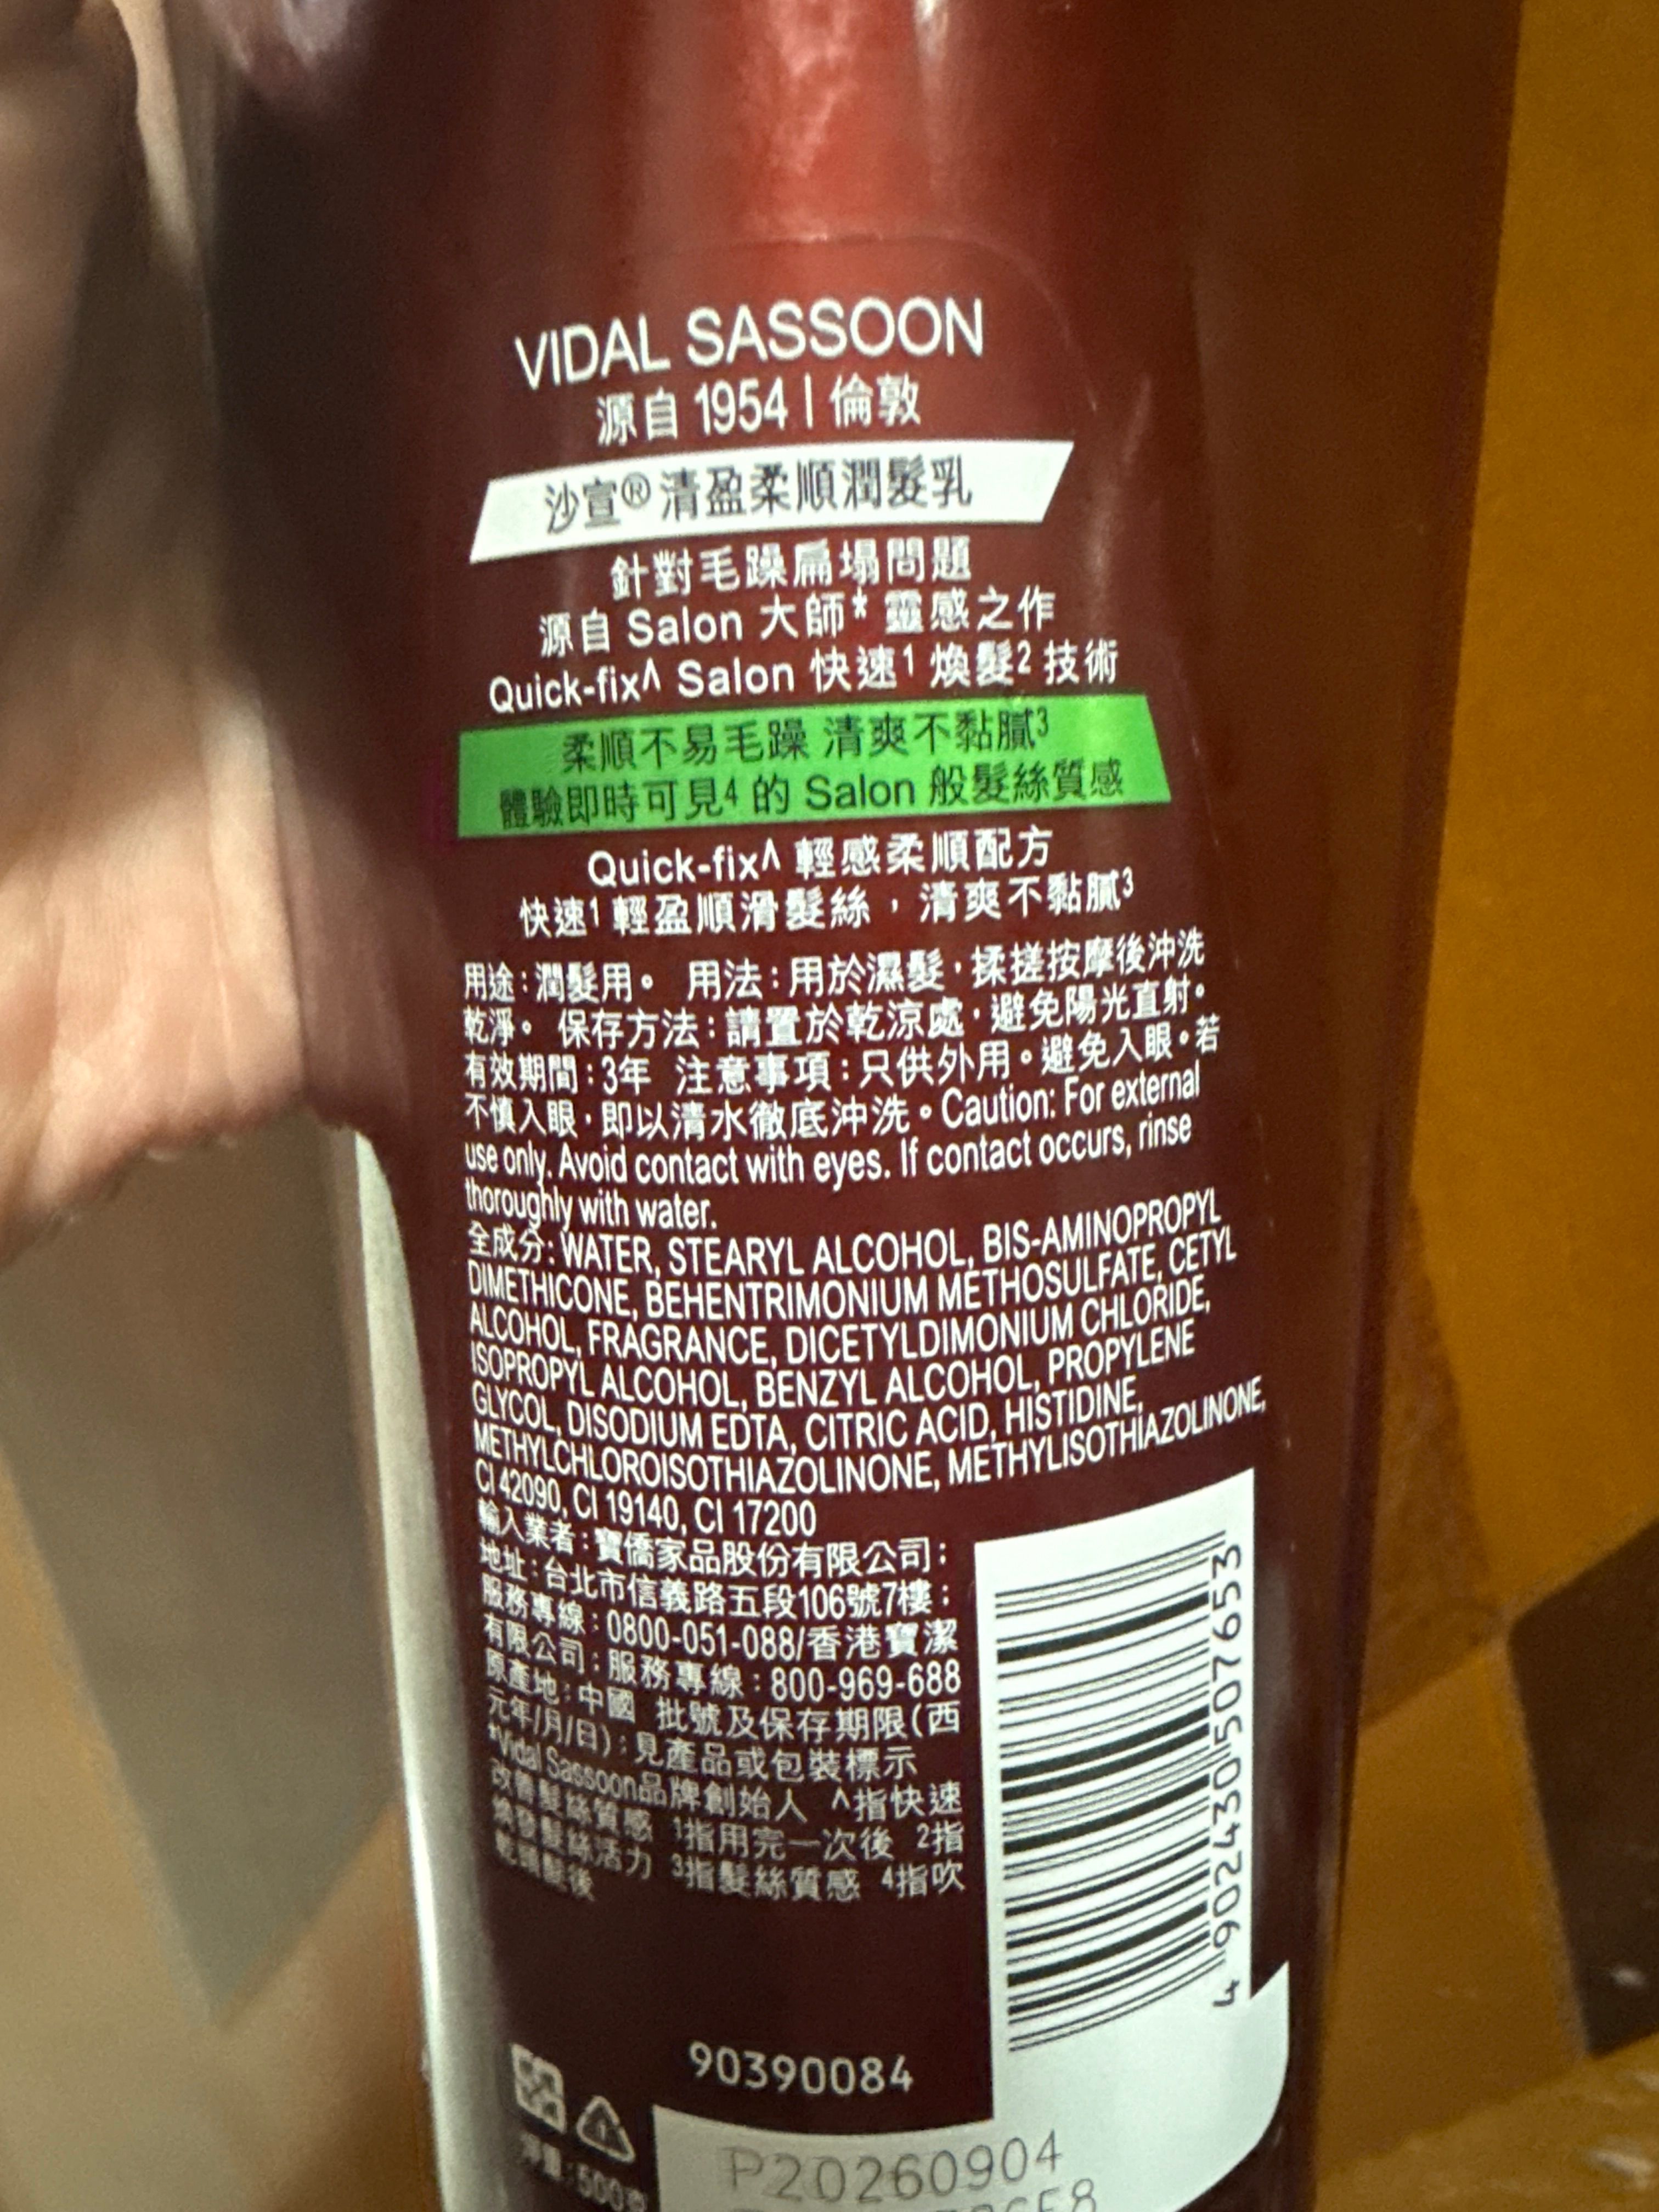 VIDAL SASSOON
源自 1954 | 倫敦
沙宣® 清盈柔順潤髮乳
針對毛躁扁塌問題
源自 Salon 大師* 靈感之作
Quick-fix^ Salon 快速1 煥髮2 技術
柔順不易毛躁 清爽不黏膩3
體驗即時可見4 的 Salon 般髮絲質感
Quick-fix^ 輕感柔順配方
快速1 輕盈順滑髮絲，清爽不黏膩3
用途：潤髮用。 用法：用於濕髮，揉搓按摩後沖洗
乾淨。 保存方法：請置於乾涼處，避免陽光直射。
有效期間：3年 注意事項：只供外用。避免入眼。若
不慎入眼，即以清水徹底沖洗。Caution: For external
use only. Avoid contact with eyes. If contact occurs, rinse
thoroughly with water.
全成分: WATER, STEARYL ALCOHOL, BIS-AMINOPROPYL
DIMETHICONE, BEHENTRIMONIUM METHOSULFATE, CETYL
ALCOHOL, FRAGRANCE, DICETYLDIMONIUM CHLORIDE,
ISOPROPYL ALCOHOL, BENZYL ALCOHOL, PROPYLENE
GLYCOL, DISODIUM EDTA, CITRIC ACID, HISTIDINE,
METHYLCHLOROISOTHIAZOLINONE, METHYLISOTHIAZOLINONE,
CI 42090, CI 19140, CI 17200
輸入業者：寶僑家品股份有限公司：
地址：台北市信義路五段106號7樓：
服務專線：0800-051-088/香港寶潔
有限公司：服務專線：800-969-688
原產地：中國 批號及保存期限(西
元年/月/日)：見產品或包裝標示
*Vidal Sassoon品牌創始人 ^指快速
改善髮絲質感 1指用完一次後 2指
煥發髮絲活力 3指髮絲質感 4指吹
乾頭髮後
4 902430 507653
90390084
淨量：500克
P20260904